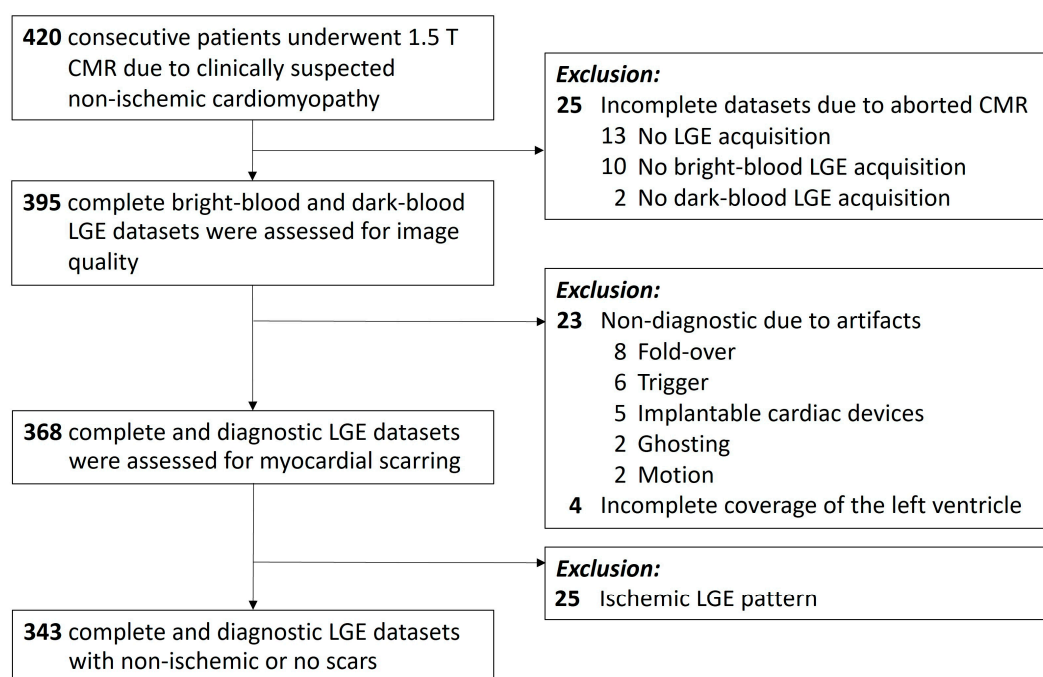 420 consecutive patients underwent 1.5 T
CMR due to clinically suspected
non-ischemic cardiomyopathy
Exclusion:
25 Incomplete datasets due to aborted CMR
13 No LGE acquisition
10 No bright-blood LGE acquisition
2 No dark-blood LGE acquisition
395 complete bright-blood and dark-blood
LGE datasets were assessed for image
quality
Exclusion:
23 Non-diagnostic due to artifacts
8 Fold-over
6 Trigger
5 Implantable cardiac devices
2 Ghosting
2 Motion
4 Incomplete coverage of the left ventricle
368 complete and diagnostic LGE datasets
were assessed for myocardial scarring
Exclusion:
25 Ischemic LGE pattern
343 complete and diagnostic LGE datasets
with non-ischemic or no scars